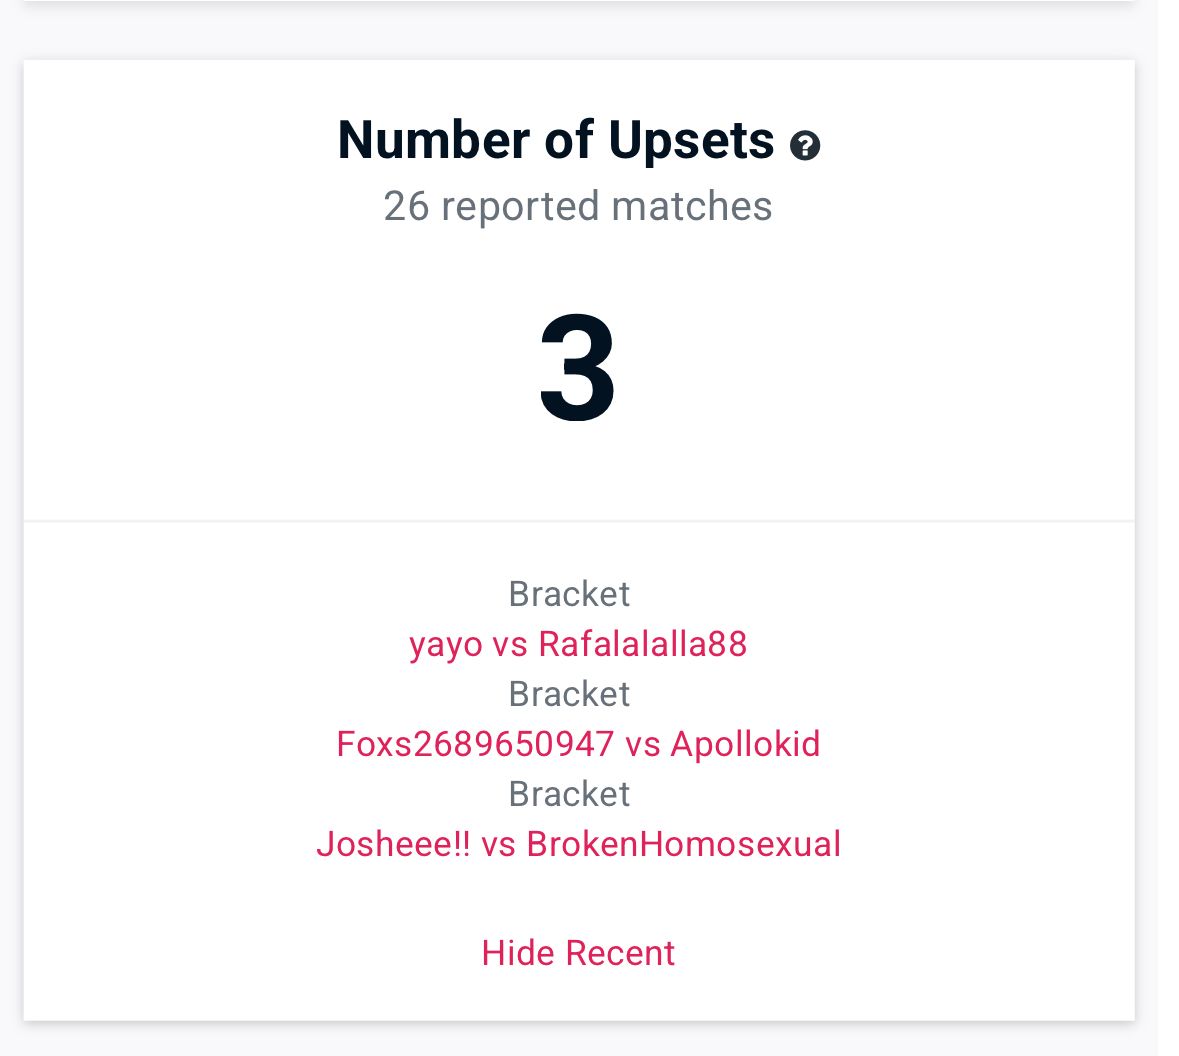 Number of Upsets ?
26 reported matches
3
Bracket
yayo vs Rafalalalla88
Bracket
Foxs2689650947 vs Apollokid
Bracket
Josheee!! vs BrokenHomosexual
Hide Recent